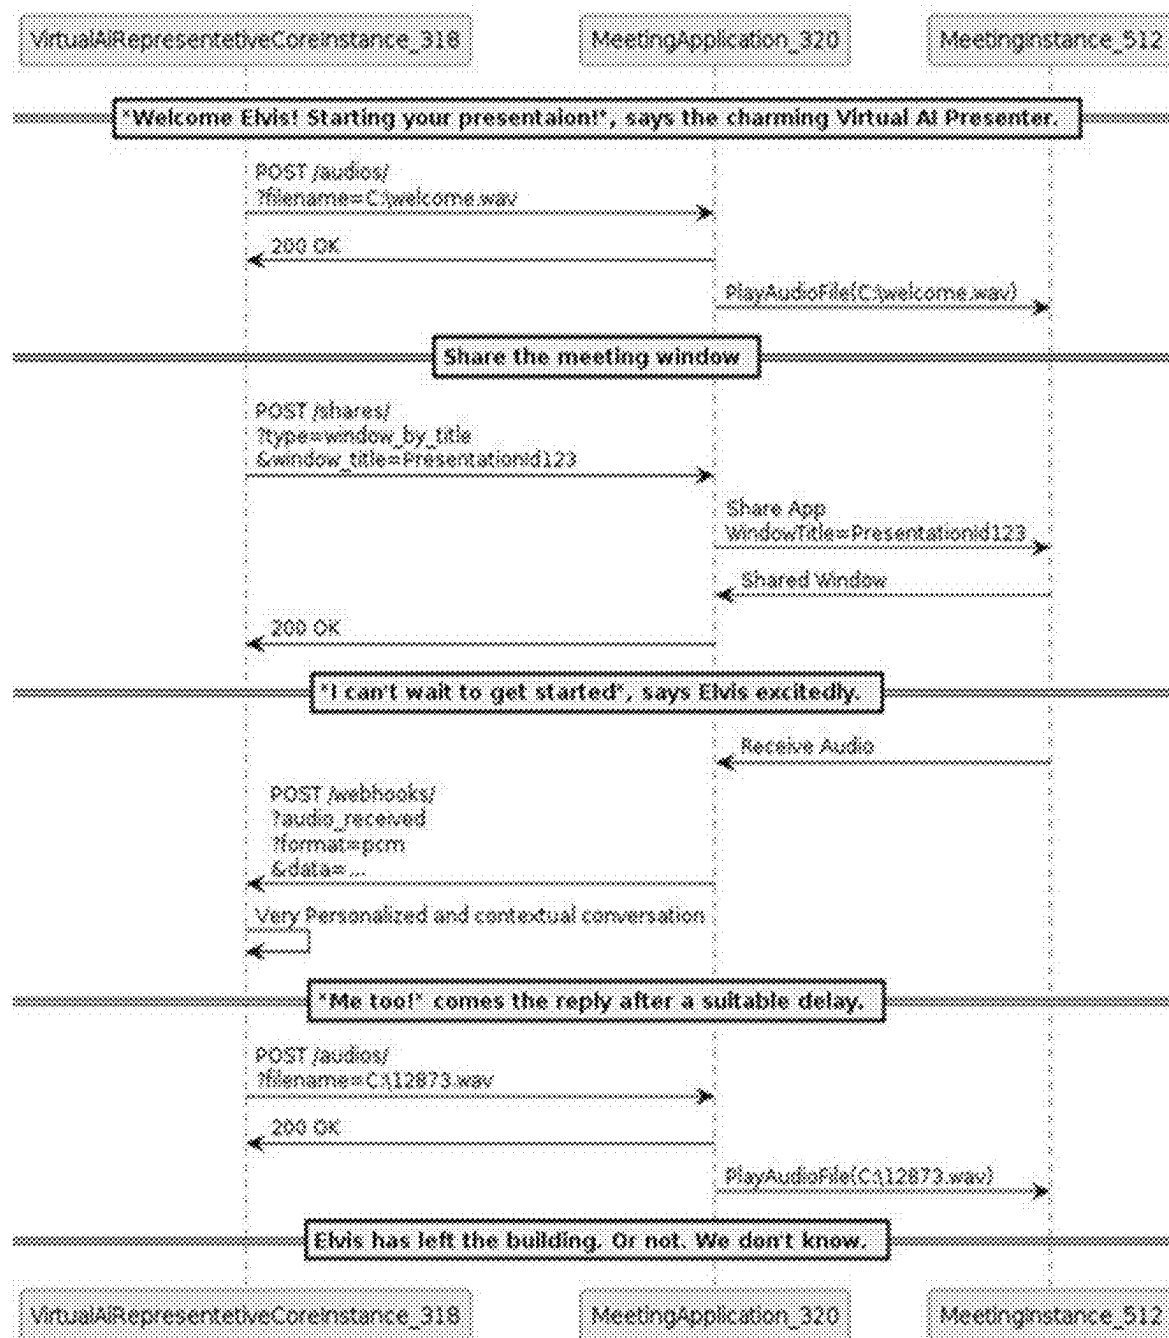 VirtualAiRepresentetiveCoreInstance_318 MeetingApplication_320 MeetingInstance_512
"Welcome Elvis! Starting your presentaion!", says the charming Virtual AI Presenter.
POST /audios/
?filename=C:\welcome.wav
200 OK
PlayAudioFile(C:\welcome.wav)
Share the meeting window
POST /shares/
?type=window_by_title
&window_title=PresentationId123
Share App
WindowTitle=PresentationId123
Shared Window
200 OK
"I can't wait to get started", says Elvis excitedly.
Receive Audio
POST /webhooks/
?audio_received
?format=pcm
&data=...
Very Personalized and contextual conversation
"Me too!" comes the reply after a suitable delay.
POST /audios/
?filename=C:\12873.wav
200 OK
PlayAudioFile(C:\12873.wav)
Elvis has left the building. Or not. We don't know.
VirtualAiRepresentetiveCoreInstance_318 MeetingApplication_320 MeetingInstance_512